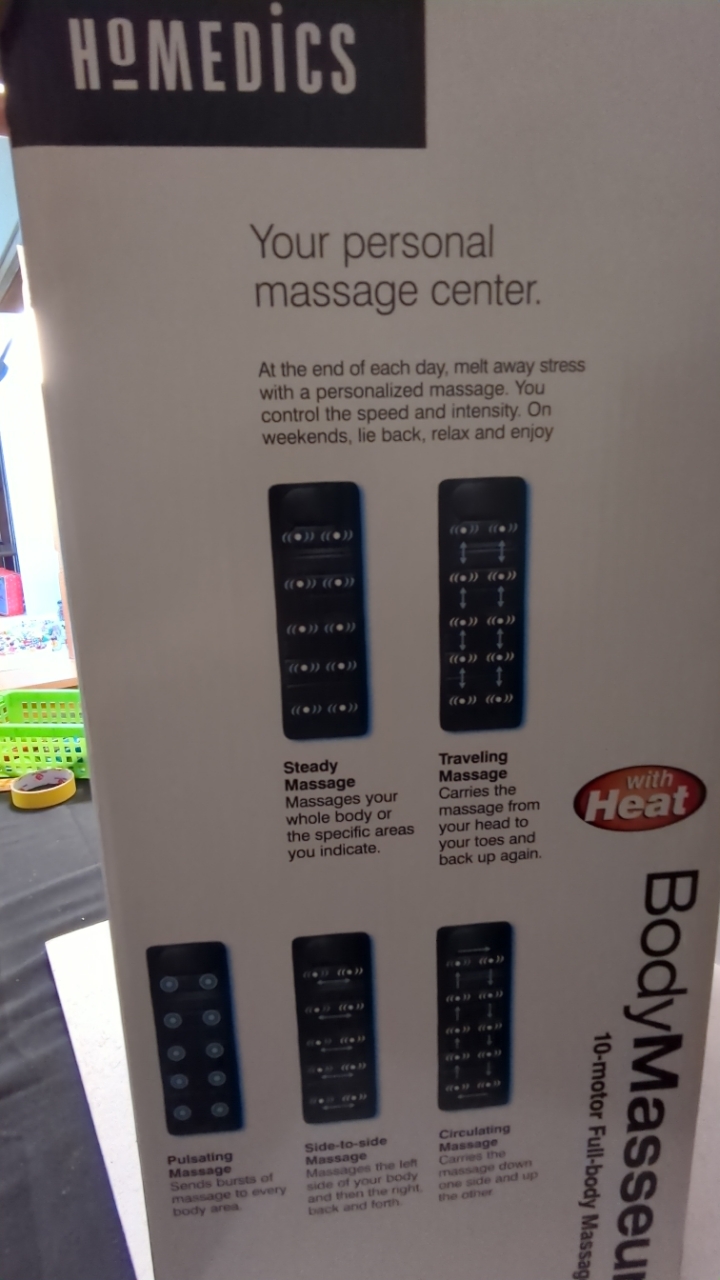 HoMEDiCS
Your personal
massage center.
At the end of each day, melt away stress
with a personalized massage. You
control the speed and intensity. On
weekends, lie back, relax and enjoy
Steady
Massage
Massages your
whole body or
the specific areas
you indicate.
Traveling
Massage
Carries the
massage from
your head to
your toes and
back up again.
with
Heat
Pulsating
Massage
Sends bursts of
massage to every
body area.
Side-to-side
Massage
Massages the left
side of your body
and then the right,
back and forth.
Circulating
Massage
Carries the
massage down
one side and up
the other.
BodyMasseu
10-motor Full-body Massag